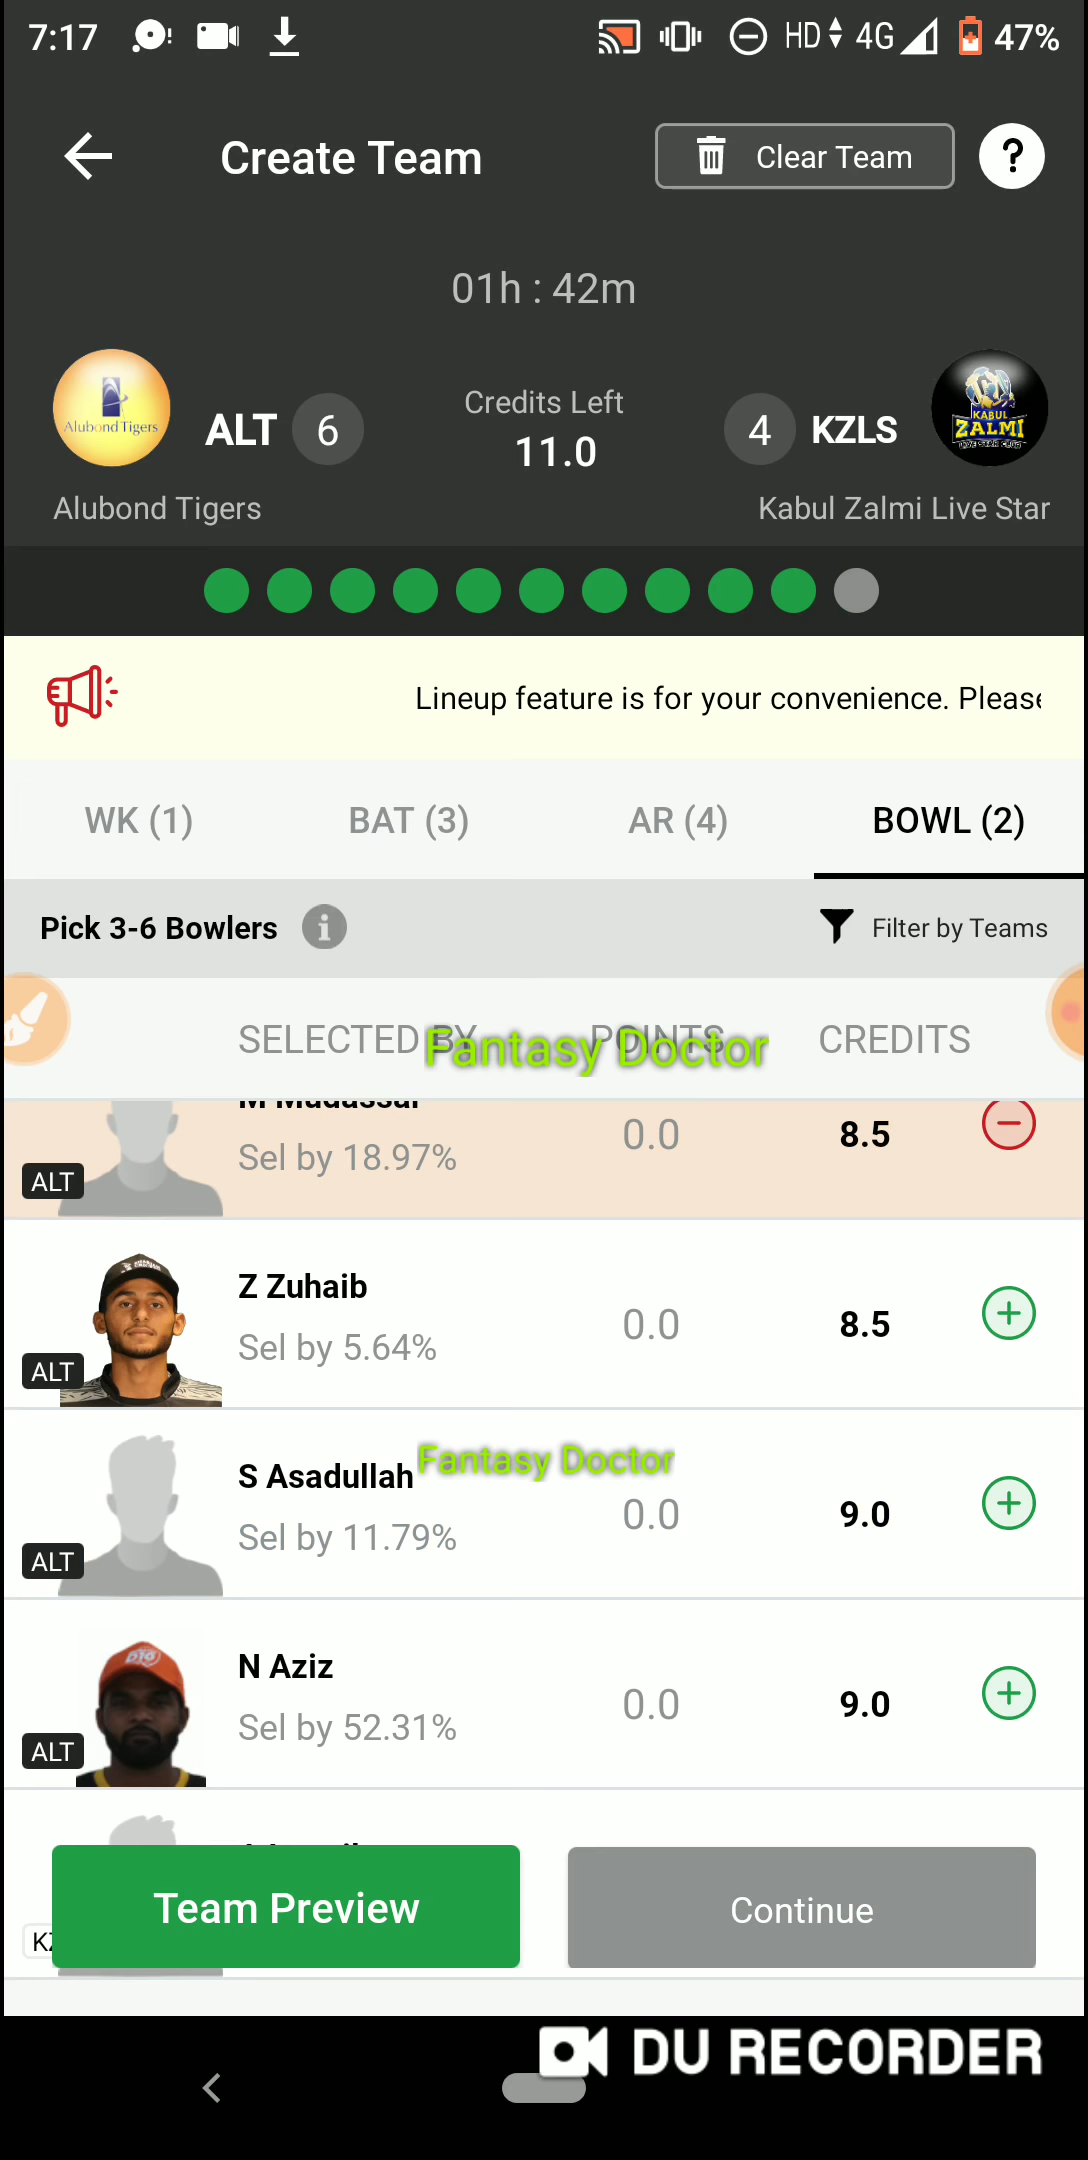 7:17 HD 4G 47%
Create Team
Clear Team
?
01h : 42m
Alubond Tigers
ALT 6
Credits Left
11.0
4 KZLS
KABUL
ZALMI
Alubond Tigers
Kabul Zalmi Live Star
Lineup feature is for your convenience. Please
WK (1) BAT (3) AR (4) BOWL (2)
Pick 3-6 Bowlers
Filter by Teams
SELECTED BY POINTS CREDITS
Fantasy Doctor
M Mudassar
Sel by 18.97%
0.0 8.5
ALT
Z Zuhaib
Sel by 5.64%
0.0 8.5
ALT
S Asadullah
Fantasy Doctor
Sel by 11.79%
0.0 9.0
ALT
N Aziz
Sel by 52.31%
0.0 9.0
ALT
Team Preview
Continue
DU RECORDER